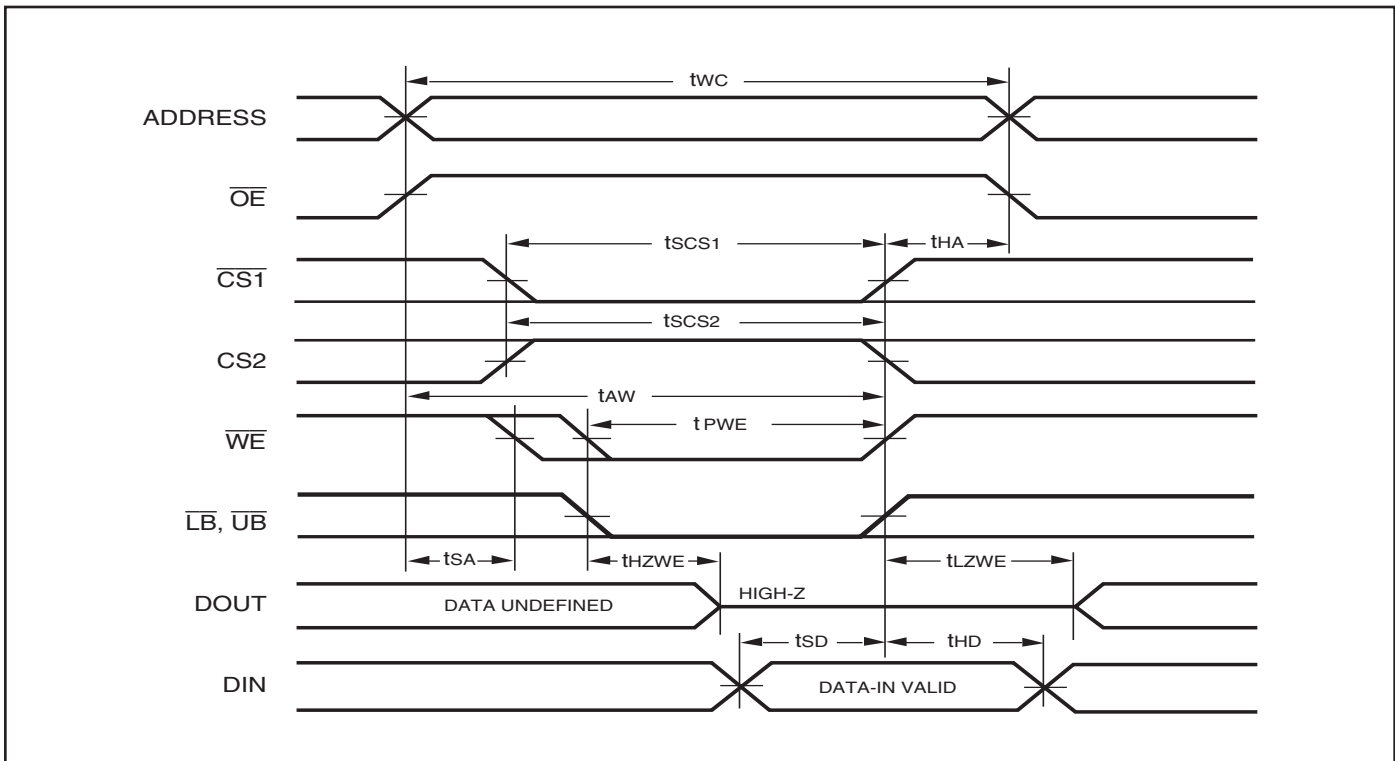 tWC
ADDRESS
OE
tSCS1
tHA
CS1
tSCS2
CS2
tAW
t PWE
WE
LB, UB
tSA
tHZWE
tLZWE
DOUT
DATA UNDEFINED
HIGH-Z
tSD
tHD
DIN
DATA-IN VALID